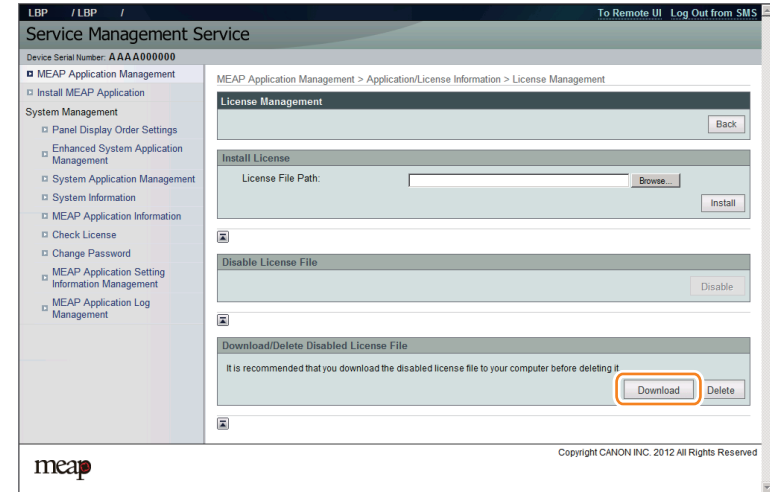 LBP / LBP /
To Remote UI Log Out from SMS
Service Management Service
Device Serial Number: AAAA000000
MEAP Application Management
Install MEAP Application
System Management
Panel Display Order Settings
Enhanced System Application
Management
System Application Management
System Information
MEAP Application Information
Check License
Change Password
MEAP Application Setting
Information Management
MEAP Application Log
Management
MEAP Application Management > Application/License Information > License Management
License Management
Back
Install License
License File Path:
Browse...
Install
Disable License File
Disable
Download/Delete Disabled License File
It is recommended that you download the disabled license file to your computer before deleting it
Download
Delete
Copyright CANON INC. 2012 All Rights Reserved
meap